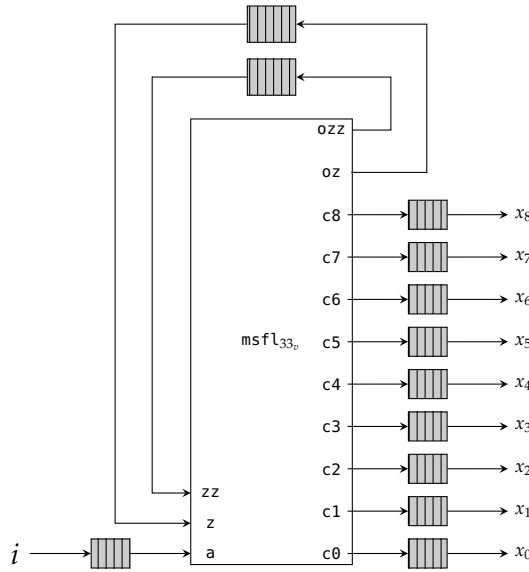 ozz
oz
c8 x₈
c7 x₇
c6 x₆
msfl₃₃ᵥ c5 x₅
c4 x₄
c3 x₃
c2 x₂
zz
c1 x₁
z
i a c0 x₀